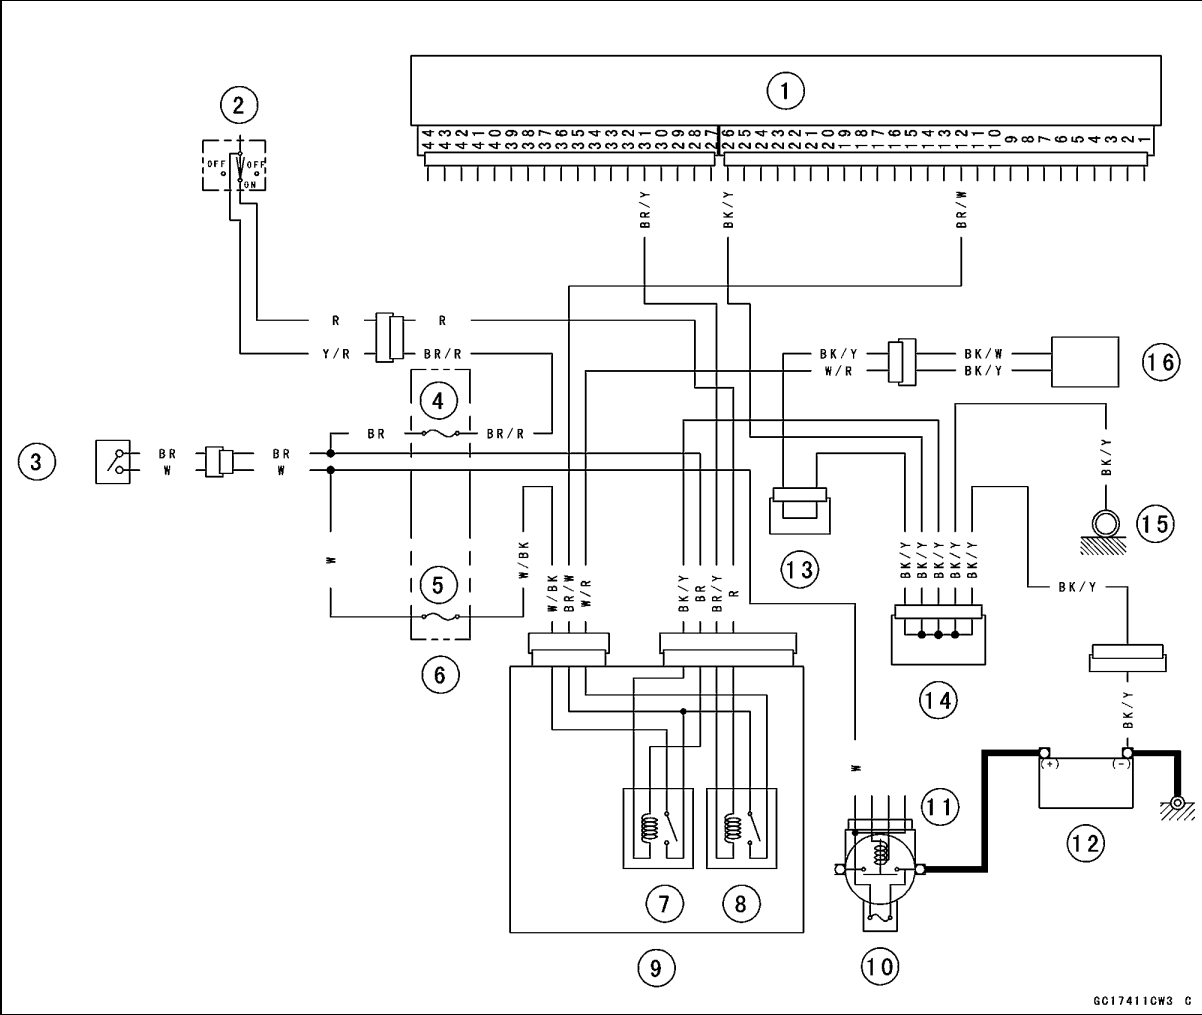 1
2
44 43 42 41 40 39 38 37 36 35 34 33 32 31 30 29 28 27 26 25 24 23 22 21 20 19 18 17 16 15 14 13 12 11 10 9 8 7 6 5 4 3 2 1
OFF OFF
ON
BR/Y BK/Y BR/W
R R
Y/R BR/R BK/Y BK/W
W/R BK/Y 16
4
BR BR/R
3 BR BR BK/Y
W W
15
W W/BK BK/Y BK/Y BK/Y BK/Y BK/Y
13
5 W/BK BR/W W/R BK/Y BR BR/Y R BK/Y
6
14
BK/Y
W (+) (-)
11
12
7 8
9 10
GC17411CW3 C